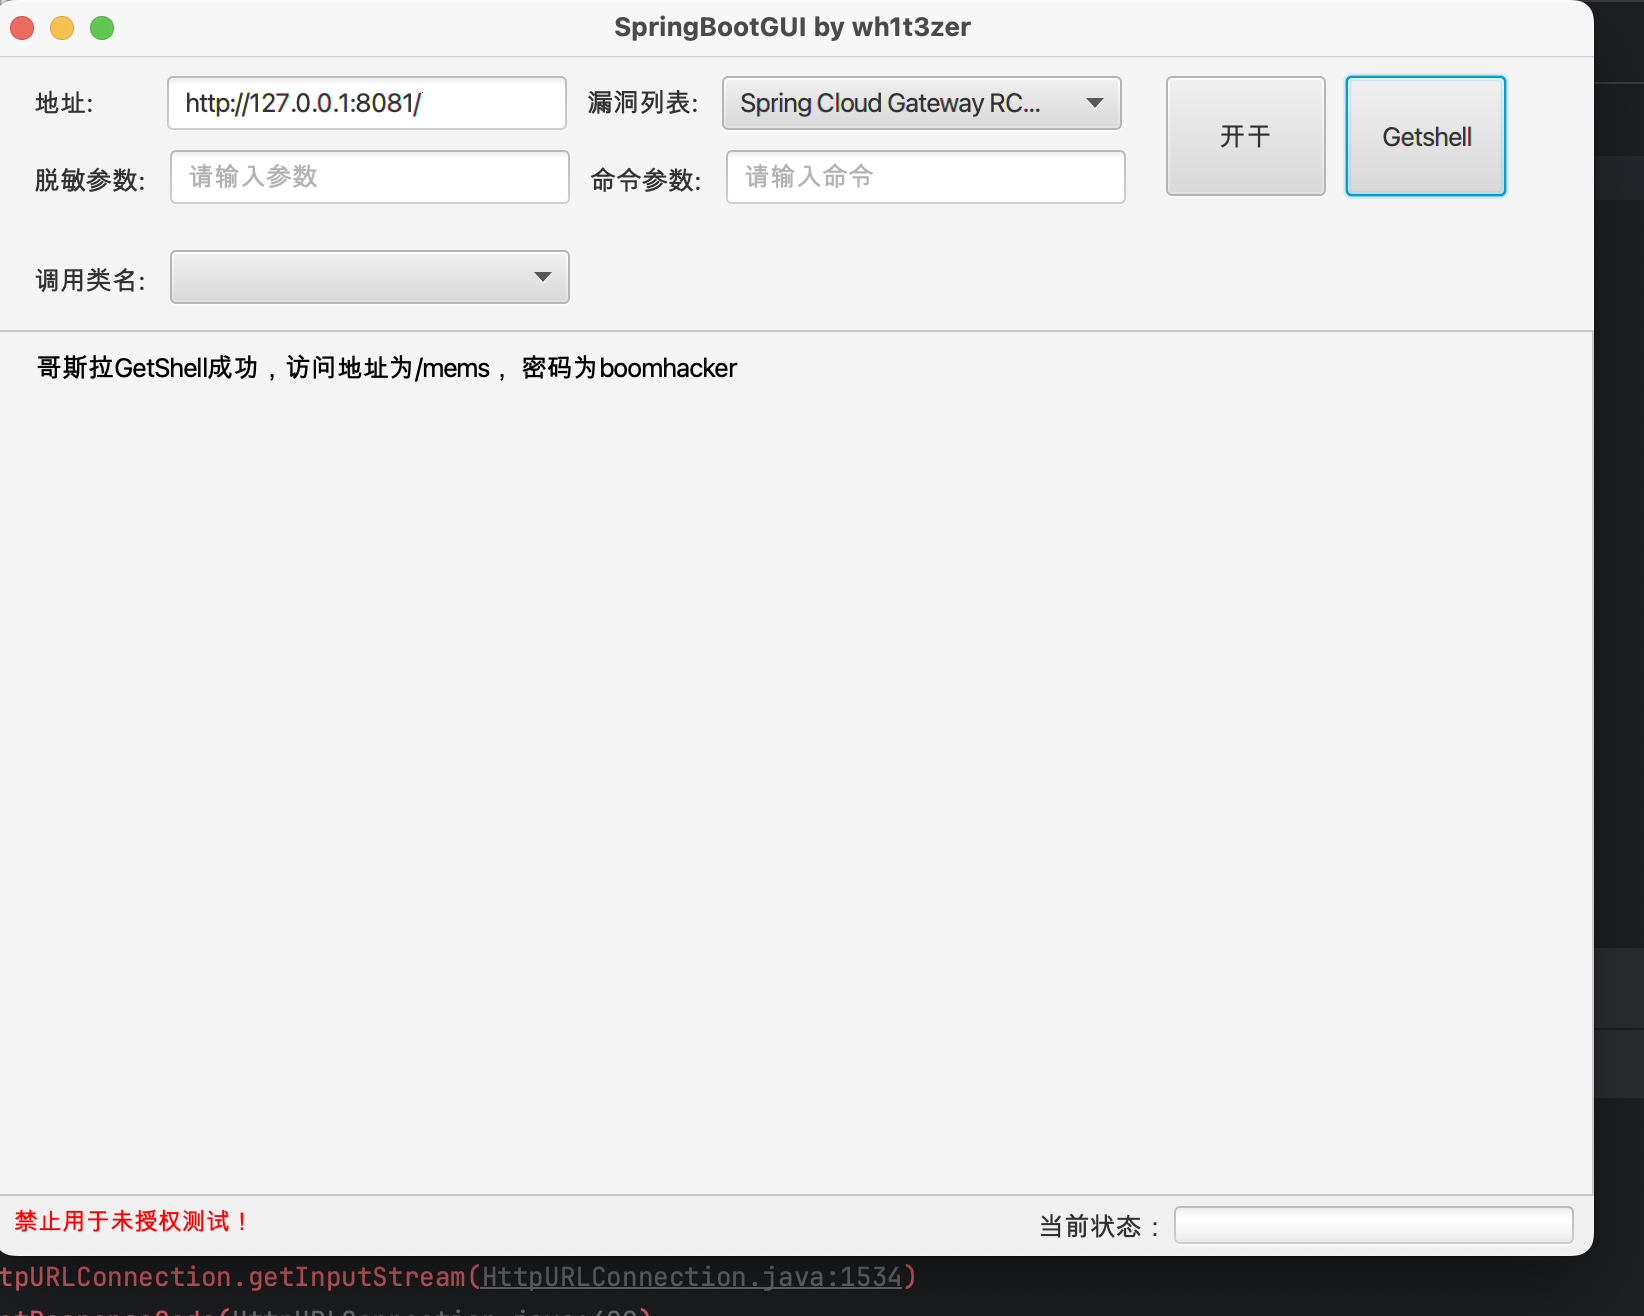 SpringBootGUI by wh1t3zer
地址: http://127.0.0.1:8081/ 漏洞列表: Spring Cloud Gateway RC...
开干 Getshell
脱敏参数: 请输入参数 命令参数: 请输入命令
调用类名:
哥斯拉GetShell成功，访问地址为/mems， 密码为boomhacker
禁止用于未授权测试！
当前状态：
tpURLConnection.getInputStream(HttpURLConnection.java:1534)